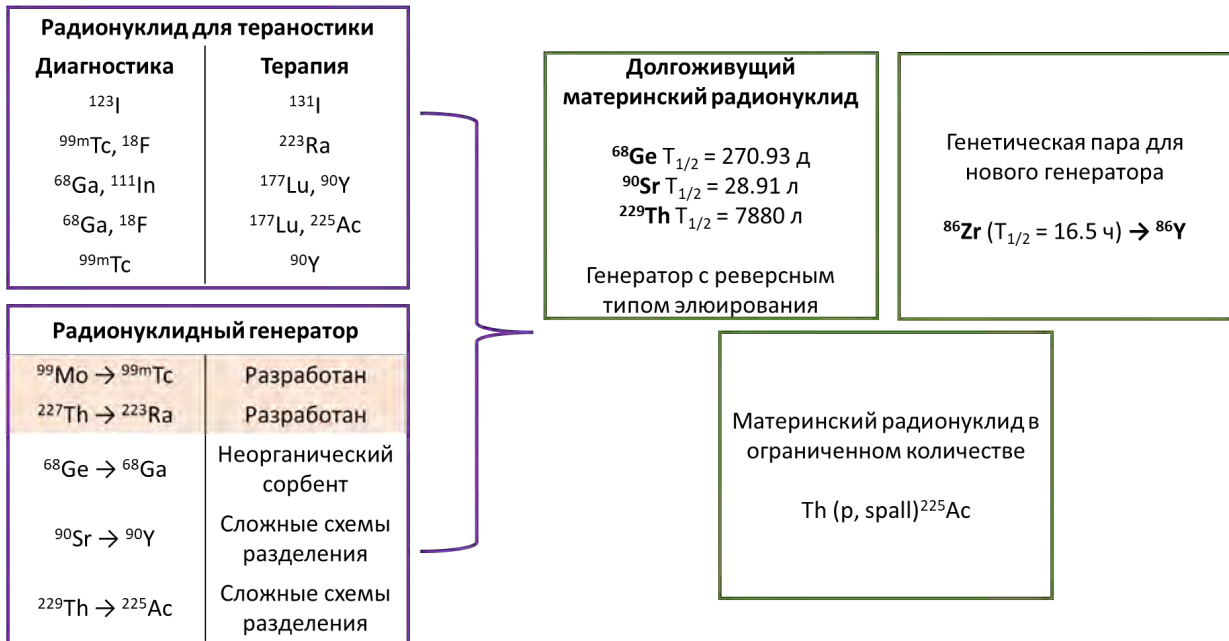 Радионуклид для тераностики
Диагностика Терапия
¹²³I ¹³¹I
⁹⁹ᵐTc, ¹⁸F ²²³Ra
⁶⁸Ga, ¹¹¹In ¹⁷⁷Lu, ⁹⁰Y
⁶⁸Ga, ¹⁸F ¹⁷⁷Lu, ²²⁵Ac
⁹⁹ᵐTc ⁹⁰Y
Радионуклидный генератор
⁹⁹Mo → ⁹⁹ᵐTc Разработан
²²⁷Th → ²²³Ra Разработан
⁶⁸Ge → ⁶⁸Ga Неорганический
сорбент
⁹⁰Sr → ⁹⁰Y Сложные схемы
разделения
²²⁹Th → ²²⁵Ac Сложные схемы
разделения
Долгоживущий
материнский радионуклид
⁶⁸Ge T₁/₂ = 270.93 д
⁹⁰Sr T₁/₂ = 28.91 л
²²⁹Th T₁/₂ = 7880 л
Генератор с реверсным
типом элюирования
Генетическая пара для
нового генератора
⁸⁶Zr (T₁/₂ = 16.5 ч) → ⁸⁶Y
Материнский радионуклид в
ограниченном количестве
Th (p, spall)²²⁵Ac